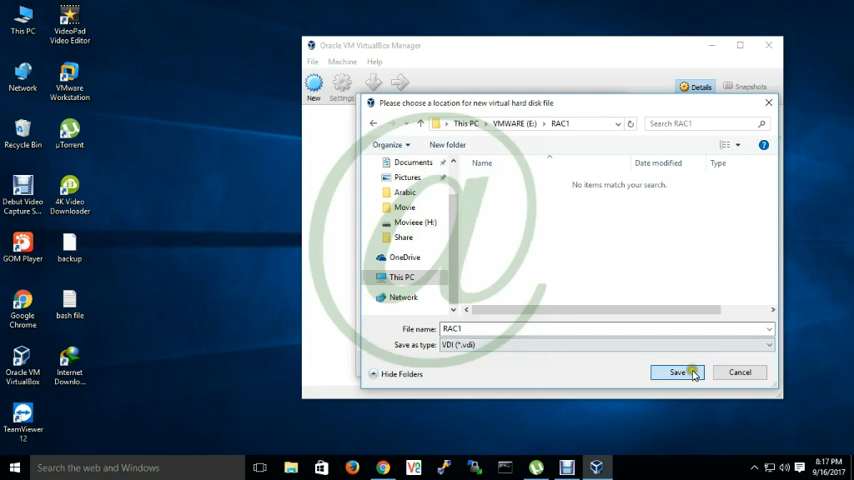 This PC
VideoPad
Video Editor
Network
VMware
Workstation
Recycle Bin
µTorrent
Debut Video
Capture S...
4K Video
Downloader
GOM Player
backup
Google
Chrome
bash file
Oracle VM
VirtualBox
Internet
Downlo...
TeamViewer
12
Oracle VM VirtualBox Manager
File Machine Help
New
Settings
Details
Snapshots
Please choose a location for new virtual hard disk file
This PC > VMWARE (E:) > RAC1
Search RAC1
Organize
New folder
Documents
Pictures
Arabic
Movie
Movieee (H:)
Share
OneDrive
This PC
Network
Name
Date modified
Type
No items match your search.
File name: RAC1
Save as type: VDI (*.vdi)
Hide Folders
Save
Cancel
@
Search the web and Windows
8:17 PM
9/16/2017